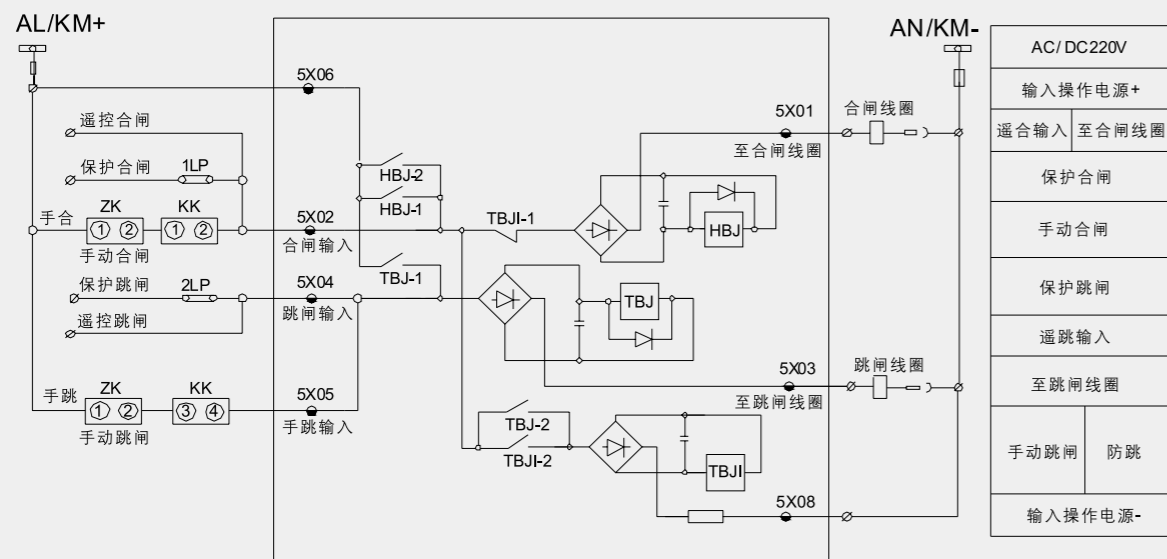 AL/KM+
AN/KM-
5X06
遥控合闸
保护合闸
1LP
手合
ZK
① ②
手动合闸
KK
① ②
5X02
合闸输入
保护跳闸
2LP
遥控跳闸
5X04
跳闸输入
手跳
ZK
① ②
手动跳闸
KK
③ ④
5X05
手跳输入
HBJ-2
HBJ-1
TBJ-1
TBJI-1
HBJ
TBJ
TBJ-2
TBJI-2
TBJI
5X01
至合闸线圈
合闸线圈
5X03
至跳闸线圈
跳闸线圈
5X08
AC/DC220V
输入操作电源+
遥合输入 至合闸线圈
保护合闸
手动合闸
保护跳闸
遥跳输入
至跳闸线圈
手动跳闸 防跳
输入操作电源-